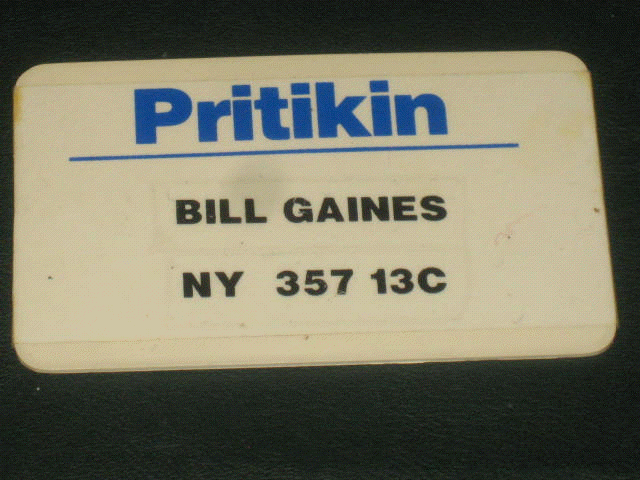 Pritikin
BILL GAINES
NY 357 13C